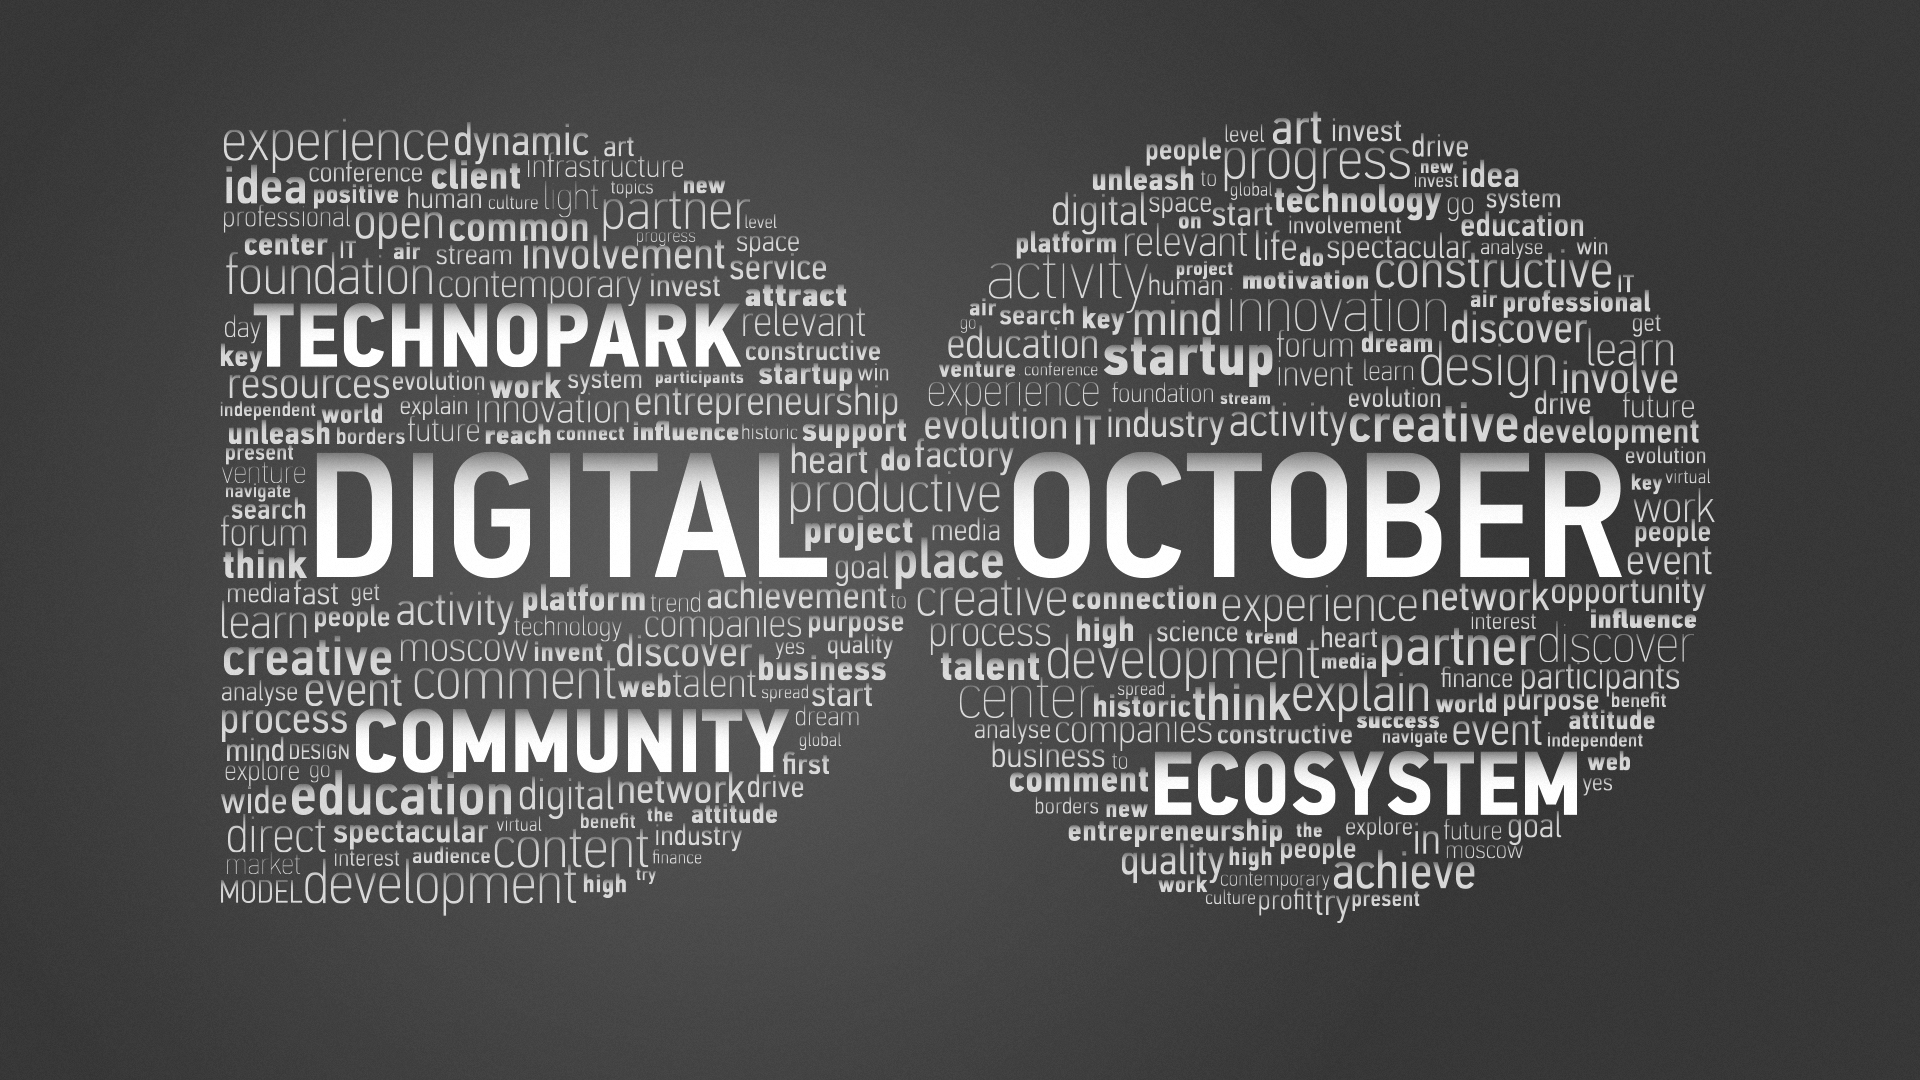 experience dynamic art
conference client infrastructure
idea positive human culture light topics new
professional open common partner level
center IT air stream involvement progress space
foundation contemporary invest service
attract
day TECHNOPARK relevant
key constructive
resources evolution work system participants startup win
independent world explain innovation entrepreneurship
unleash borders future reach connect influence historic support
present
venture DIGITAL heart do factory
navigate productive
search
forum project media
think goal place
media fast get platform trend achievement to
learn people activity technology companies purpose
creative moscow invent discover yes quality
business
analyse event comment web talent spread start
process COMMUNITY dream
mind DESIGN global
explore go first
wide education digital network drive
direct spectacular virtual benefit the attitude
market interest audience content industry finance
MODEL development high try
level art invest
people progress drive
unleash to global new invest idea
digital space on start technology go system
involvement education
platform relevant life do spectacular analyse win
activity project human motivation constructive IT
air professional
go air search key mind innovation discover get
education startup forum dream design learn
venture conference invent learn involve
experience foundation stream evolution drive future
evolution IT industry activity creative development
OCTOBER evolution
key virtual
work
people
event
creative connection experience network opportunity
process high science trend heart interest influence
talent development media partner discover
finance participants
center spread historic think explain world purpose benefit
analyse companies constructive success navigate event attitude independent
business to
comment ECOSYSTEM web
yes
borders new
entrepreneurship the explore in future goal
quality high people moscow
work contemporary achieve
culture profit try present